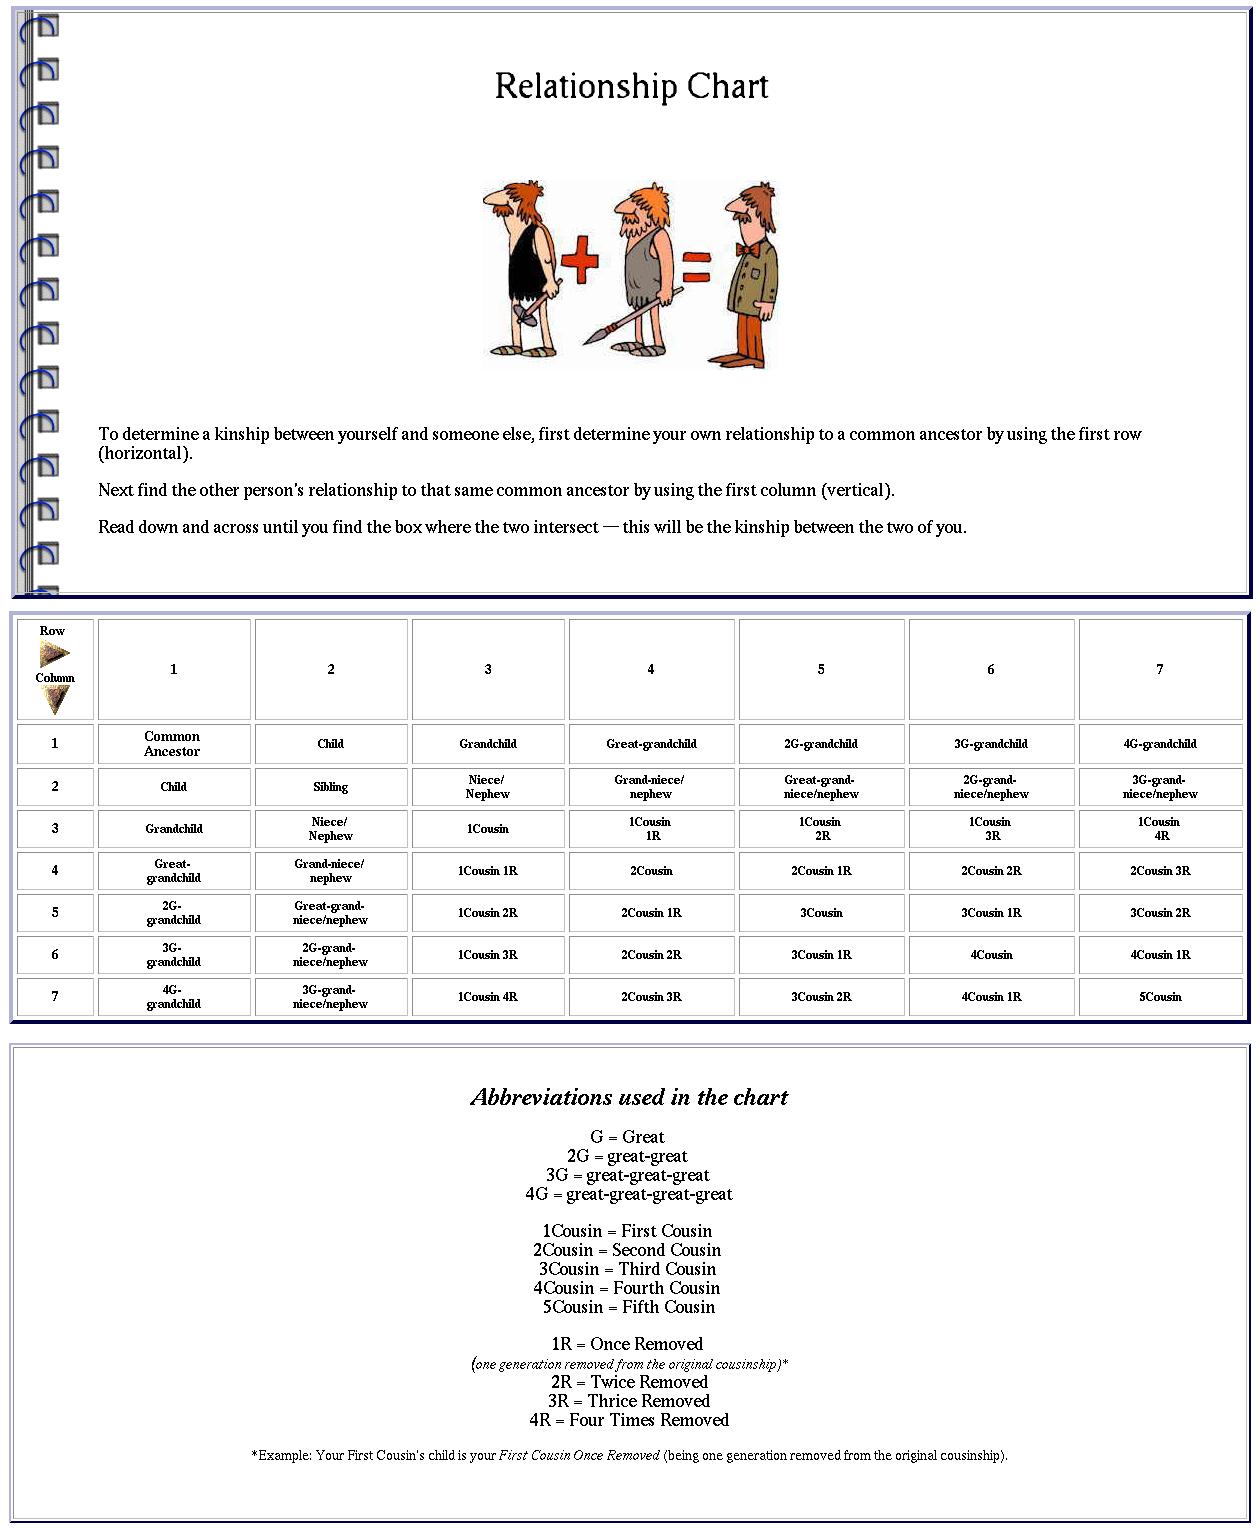 Relationship Chart
To determine a kinship between yourself and someone else, first determine your own relationship to a common ancestor by using the first row
(horizontal).
Next find the other person's relationship to that same common ancestor by using the first column (vertical).
Read down and across until you find the box where the two intersect — this will be the kinship between the two of you.
Row
Column
1 2 3 4 5 6 7
1 Common Ancestor Child Grandchild Great-grandchild 2G-grandchild 3G-grandchild 4G-grandchild
2 Child Sibling Niece/ Nephew Grand-niece/ nephew Great-grand- niece/nephew 2G-grand- niece/nephew 3G-grand- niece/nephew
3 Grandchild Niece/ Nephew 1Cousin 1Cousin 1R 1Cousin 2R 1Cousin 3R 1Cousin 4R
4 Great- grandchild Grand-niece/ nephew 1Cousin 1R 2Cousin 2Cousin 1R 2Cousin 2R 2Cousin 3R
5 2G- grandchild Great-grand- niece/nephew 1Cousin 2R 2Cousin 1R 3Cousin 3Cousin 1R 3Cousin 2R
6 3G- grandchild 2G-grand- niece/nephew 1Cousin 3R 2Cousin 2R 3Cousin 1R 4Cousin 4Cousin 1R
7 4G- grandchild 3G-grand- niece/nephew 1Cousin 4R 2Cousin 3R 3Cousin 2R 4Cousin 1R 5Cousin
Abbreviations used in the chart
G = Great
2G = great-great
3G = great-great-great
4G = great-great-great-great
1Cousin = First Cousin
2Cousin = Second Cousin
3Cousin = Third Cousin
4Cousin = Fourth Cousin
5Cousin = Fifth Cousin
1R = Once Removed
(one generation removed from the original cousinship)*
2R = Twice Removed
3R = Thrice Removed
4R = Four Times Removed
*Example: Your First Cousin's child is your First Cousin Once Removed (being one generation removed from the original cousinship).